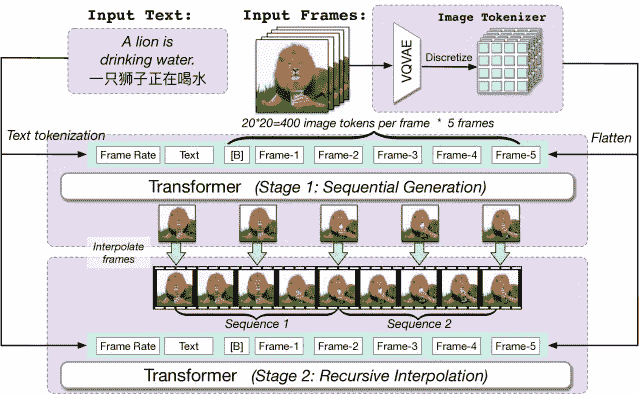 Input Text:
A lion is
drinking water.
一只狮子正在喝水
Input Frames:
Image Tokenizer
VQVAE
Discretize
20*20=400 image tokens per frame * 5 frames
Text tokenization
Flatten
Frame Rate Text [B] Frame-1 Frame-2 Frame-3 Frame-4 Frame-5
Transformer (Stage 1: Sequential Generation)
Interpolate
frames
Sequence 1 Sequence 2
Frame Rate Text [B] Frame-1 Frame-2 Frame-3 Frame-4 Frame-5
Transformer (Stage 2: Recursive Interpolation)